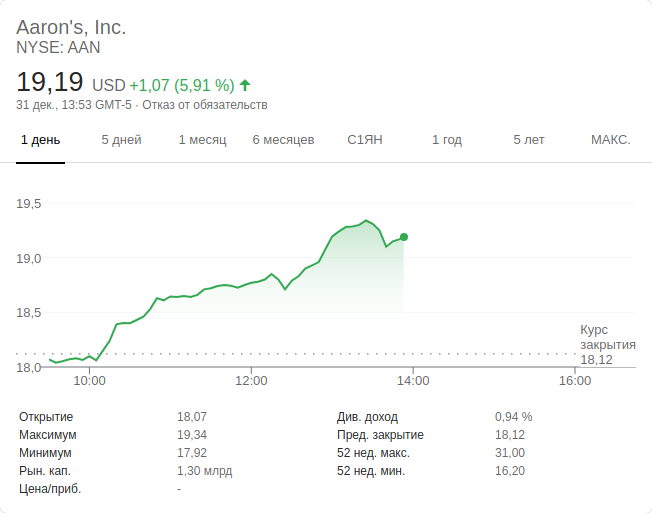 Aaron's, Inc.
NYSE: AAN
19,19 USD +1,07 (5,91 %)
31 дек., 13:53 GMT-5 · Отказ от обязательств
1 день 5 дней 1 месяц 6 месяцев С1ЯН 1 год 5 лет МАКС.
19,5
19,0
18,5
18,0
Курс
закрытия
18,12
10:00 12:00 14:00 16:00
Открытие 18,07 Див. доход 0,94 %
Максимум 19,34 Пред. закрытие 18,12
Минимум 17,92 52 нед. макс. 31,00
Рын. кап. 1,30 млрд 52 нед. мин. 16,20
Цена/приб. -